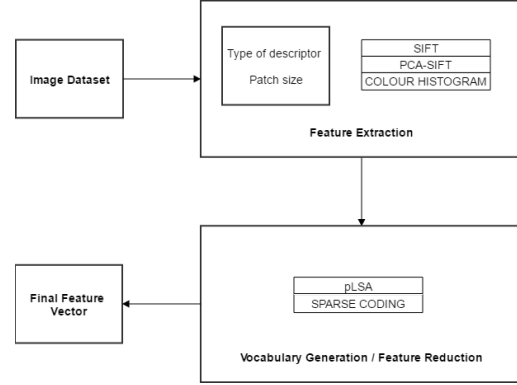 Image Dataset
Type of descriptor
Patch size
SIFT
PCA-SIFT
COLOUR HISTOGRAM
Feature Extraction
pLSA
SPARSE CODING
Vocabulary Generation / Feature Reduction
Final Feature
Vector